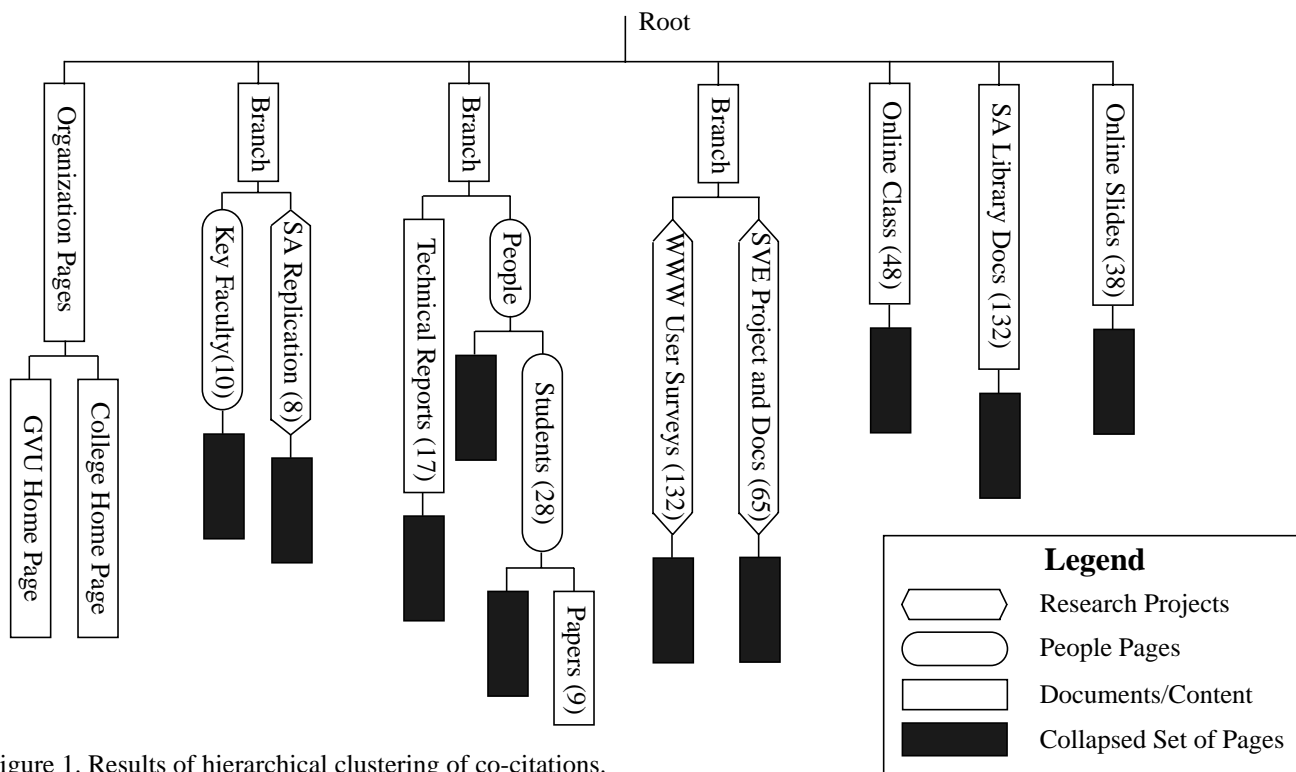 Root
Organization Pages
GVU Home Page
College Home Page
Branch
Key Faculty(10)
SA Replication (8)
Branch
Technical Reports (17)
People
Students (28)
Papers (9)
Branch
WWW User Surveys (132)
SVE Project and Docs (65)
Online Class (48)
SA Library Docs (132)
Online Slides (38)
Legend
Research Projects
People Pages
Documents/Content
Collapsed Set of Pages
igure 1. Results of hierarchical clustering of co-citations.